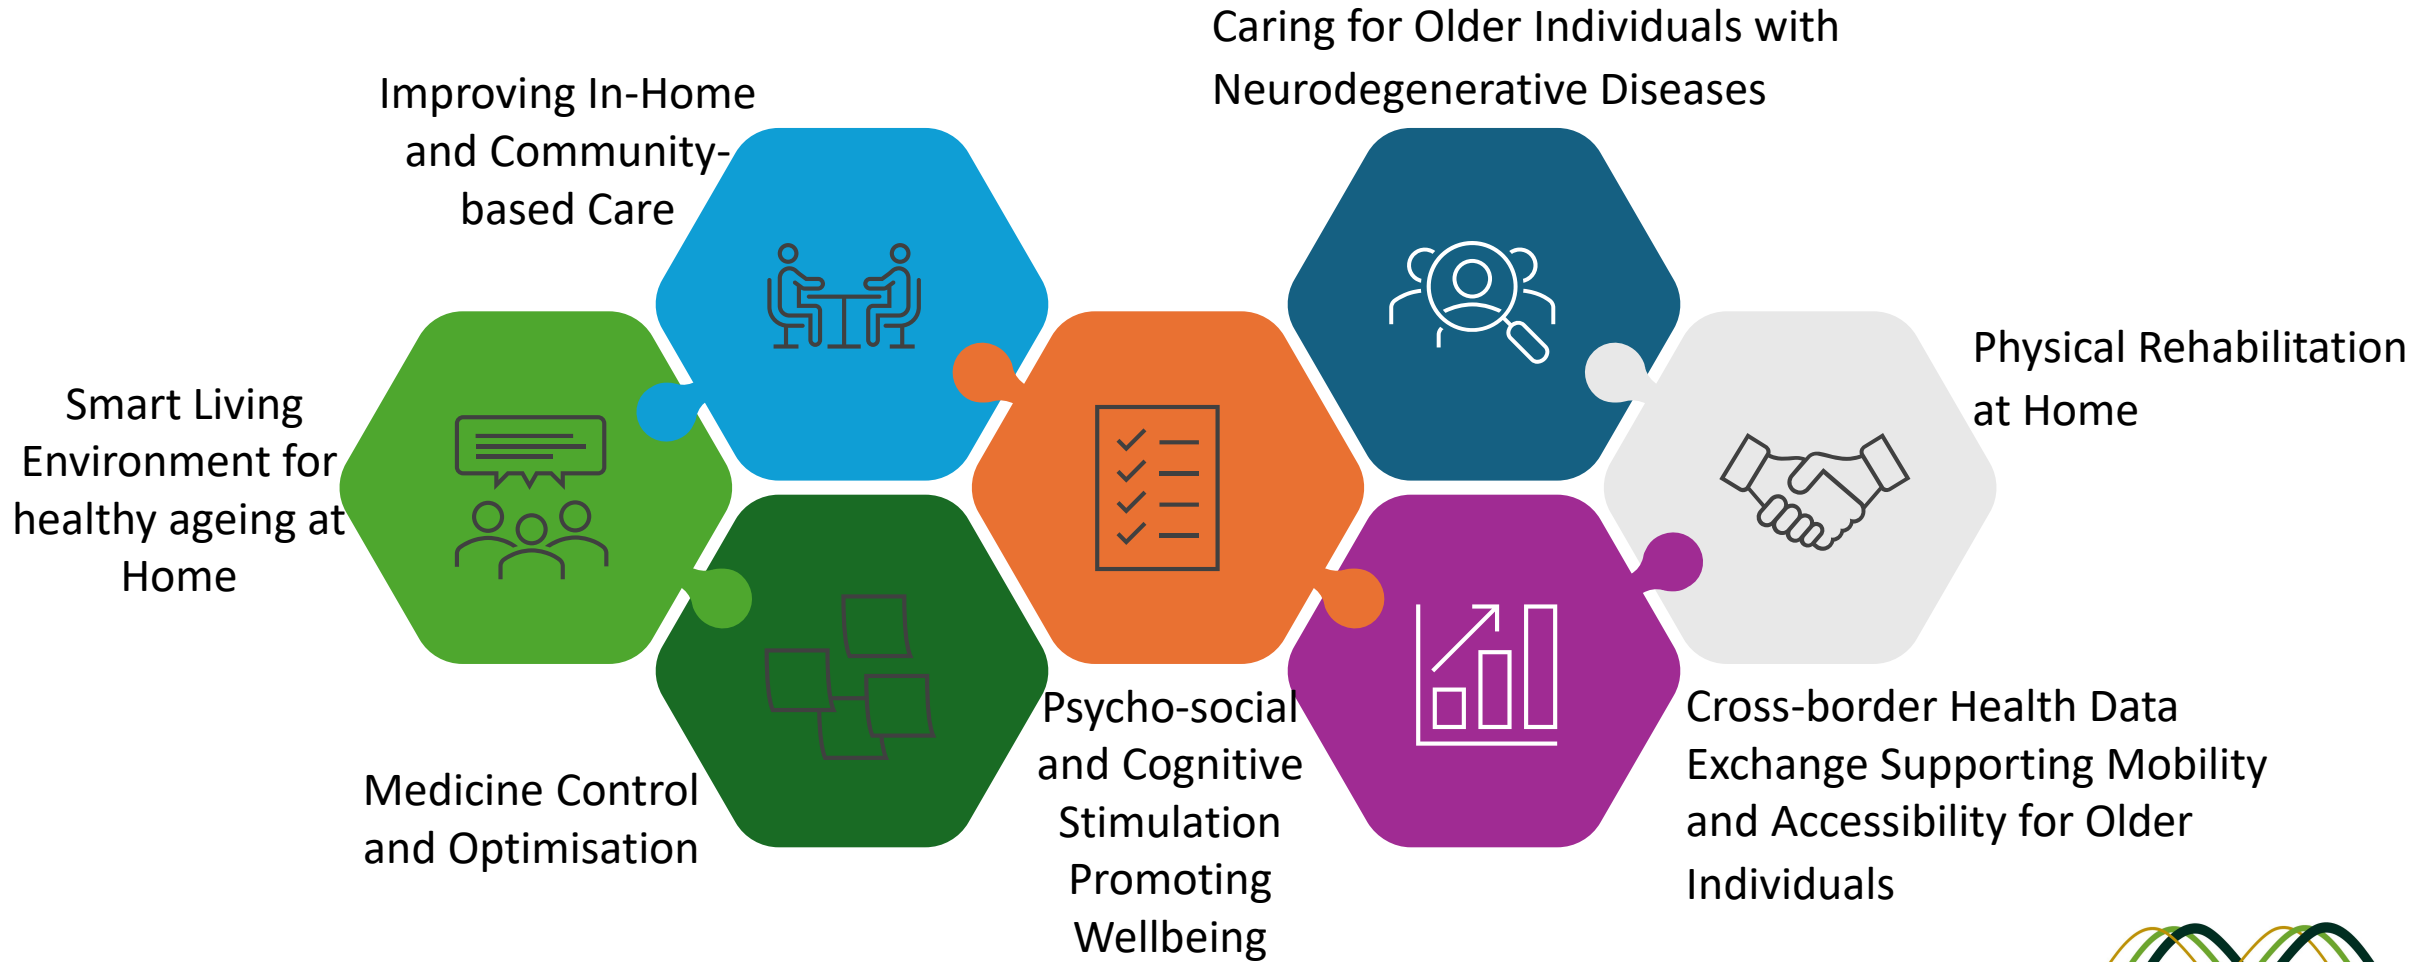 Caring for Older Individuals with
Neurodegenerative Diseases
Improving In-Home
and Community-
based Care
Smart Living
Environment for
healthy ageing at
Home
Physical Rehabilitation
at Home
Medicine Control
and Optimisation
Psycho-social
and Cognitive
Stimulation
Promoting
Wellbeing
Cross-border Health Data
Exchange Supporting Mobility
and Accessibility for Older
Individuals